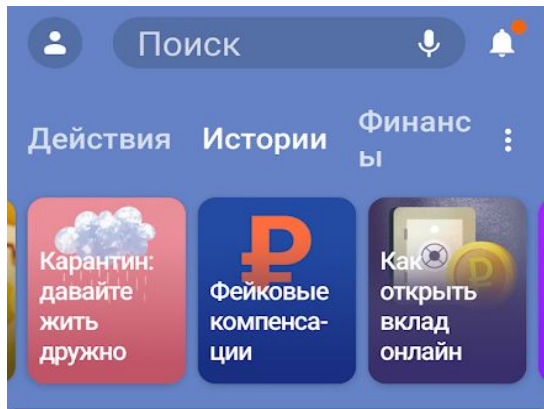 Поиск
Действия
Истории
Финанс
ы
Карантин:
давайте
жить
дружно
Фейковые
компенса-
ции
Как
открыть
вклад
онлайн